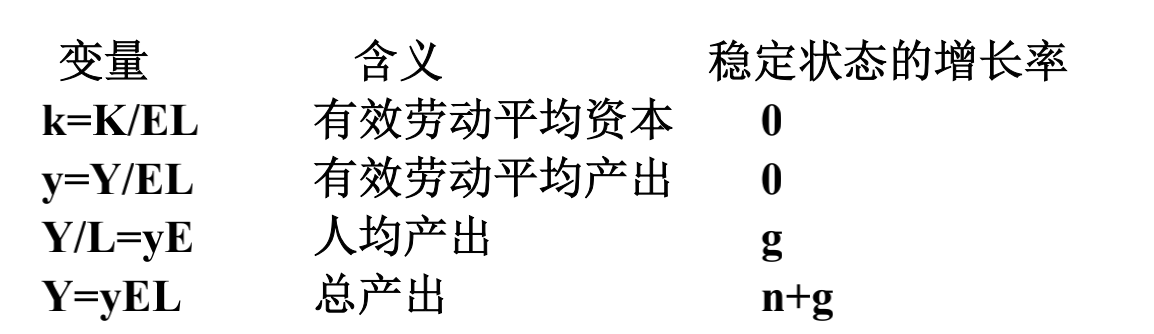 变量 含义 稳定状态的增长率
k=K/EL 有效劳动平均资本 0
y=Y/EL 有效劳动平均产出 0
Y/L=yE 人均产出 g
Y=yEL 总产出 n+g